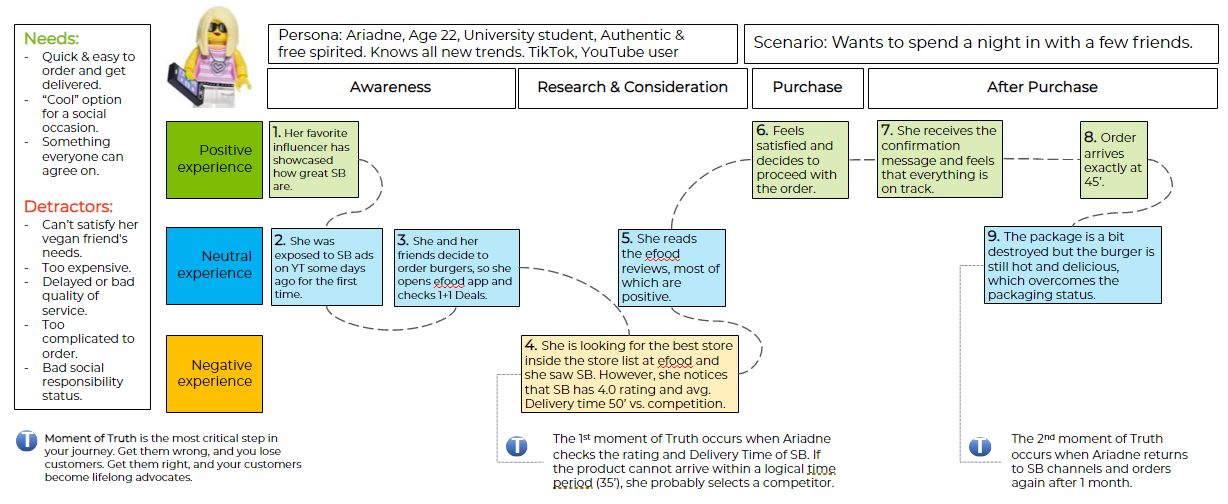 Needs:
- Quick & easy to
order and get
delivered.
- “Cool” option
for a social
occasion.
- Something
everyone can
agree on.
Detractors:
- Can't satisfy her
vegan friend's
needs.
- Too expensive.
- Delayed or bad
quality of
service.
- Too
complicated to
order.
- Bad social
responsibility
status.
Persona: Ariadne, Age 22, University student, Authentic &
free spirited. Knows all new trends. TikTok, YouTube user
Scenario: Wants to spend a night in with a few friends.
Awareness
Research & Consideration
Purchase
After Purchase
Positive
experience
1. Her favorite
influencer has
showcased
how great SB
are.
6. Feels
satisfied and
decides to
proceed with
the order.
7. She receives the
confirmation
message and feels
that everything is
on track.
8. Order
arrives
exactly at
45'.
Neutral
experience
2. She was
exposed to SB ads
on YT some days
ago for the first
time.
3. She and her
friends decide to
order burgers, so she
opens efood app and
checks 1+1 Deals.
5. She reads
the efood
reviews, most of
which are
positive.
9. The package is a bit
destroyed but the burger is
still hot and delicious,
which overcomes the
packaging status.
Negative
experience
4. She is looking for the best store
inside the store list at efood and
she saw SB. However, she notices
that SB has 4.0 rating and avg.
Delivery time 50' vs. competition.
T
Moment of Truth is the most critical step in
your journey. Get them wrong, and you lose
customers. Get them right, and your customers
become lifelong advocates.
T
The 1st moment of Truth occurs when Ariadne
checks the rating and Delivery Time of SB. If
the product cannot arrive within a logical time
period (35'), she probably selects a competitor.
T
The 2nd moment of Truth
occurs when Ariadne returns
to SB channels and orders
again after 1 month.